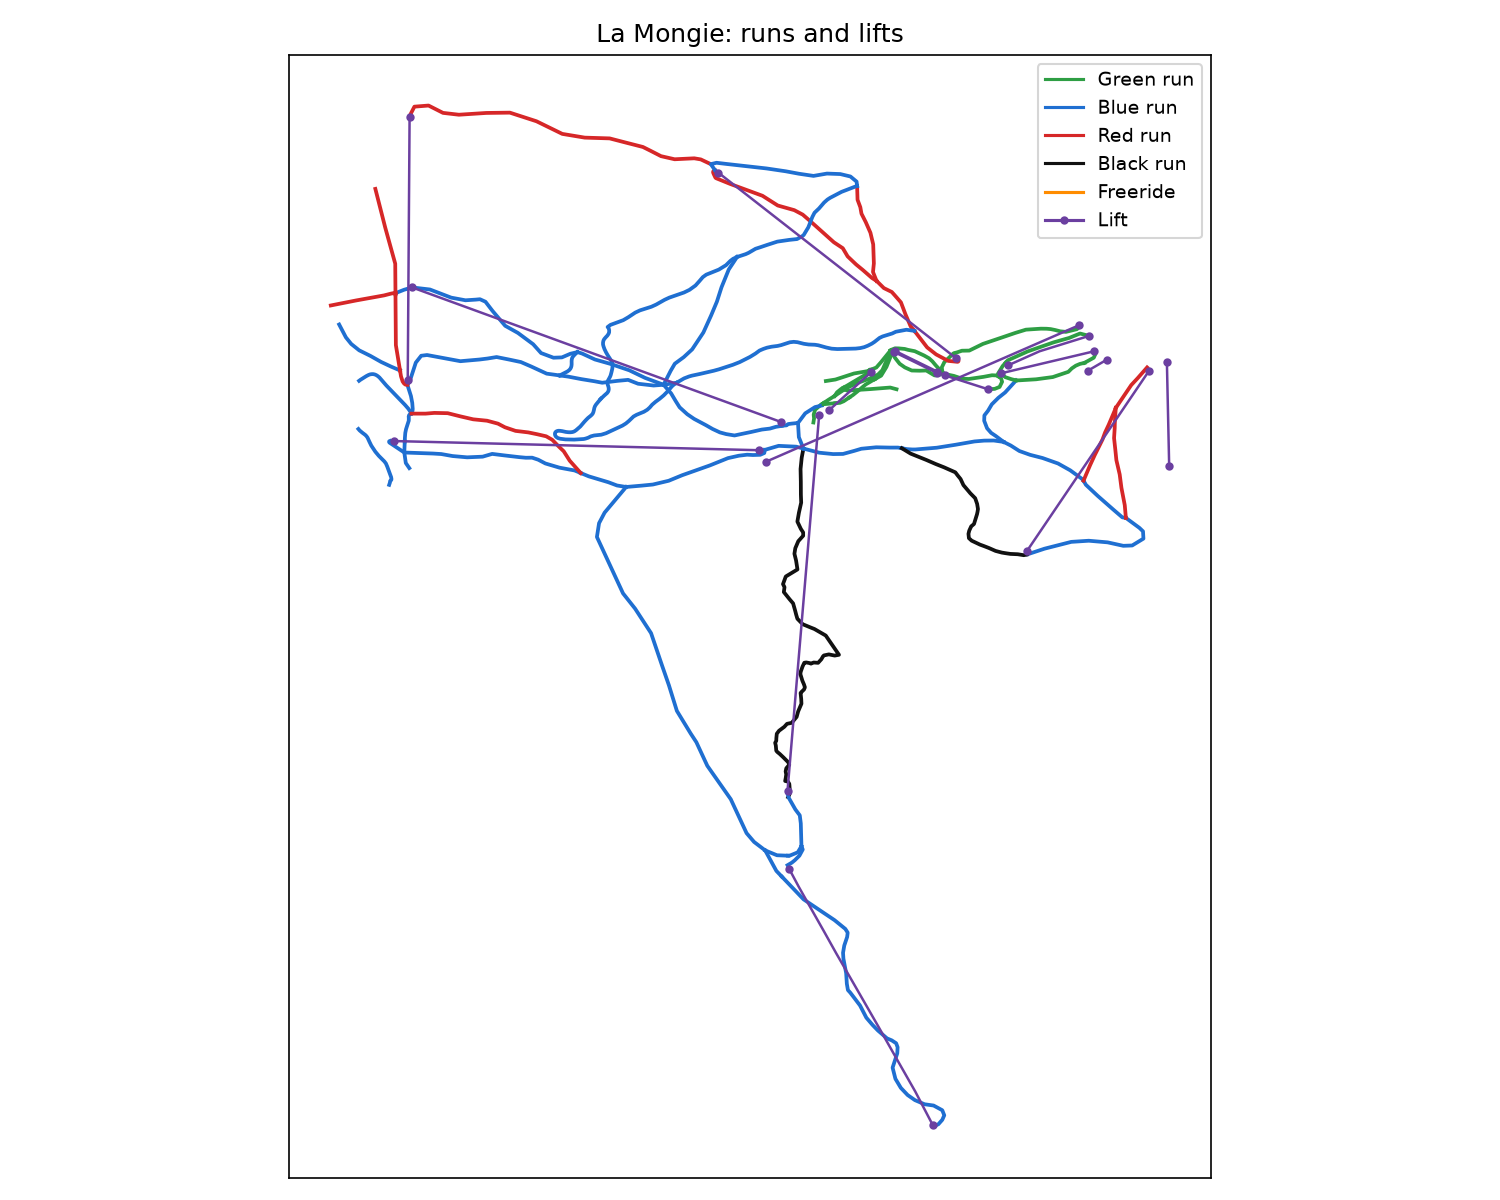 La Mongie: runs and lifts
Green run
Blue run
Red run
Black run
Freeride
Lift